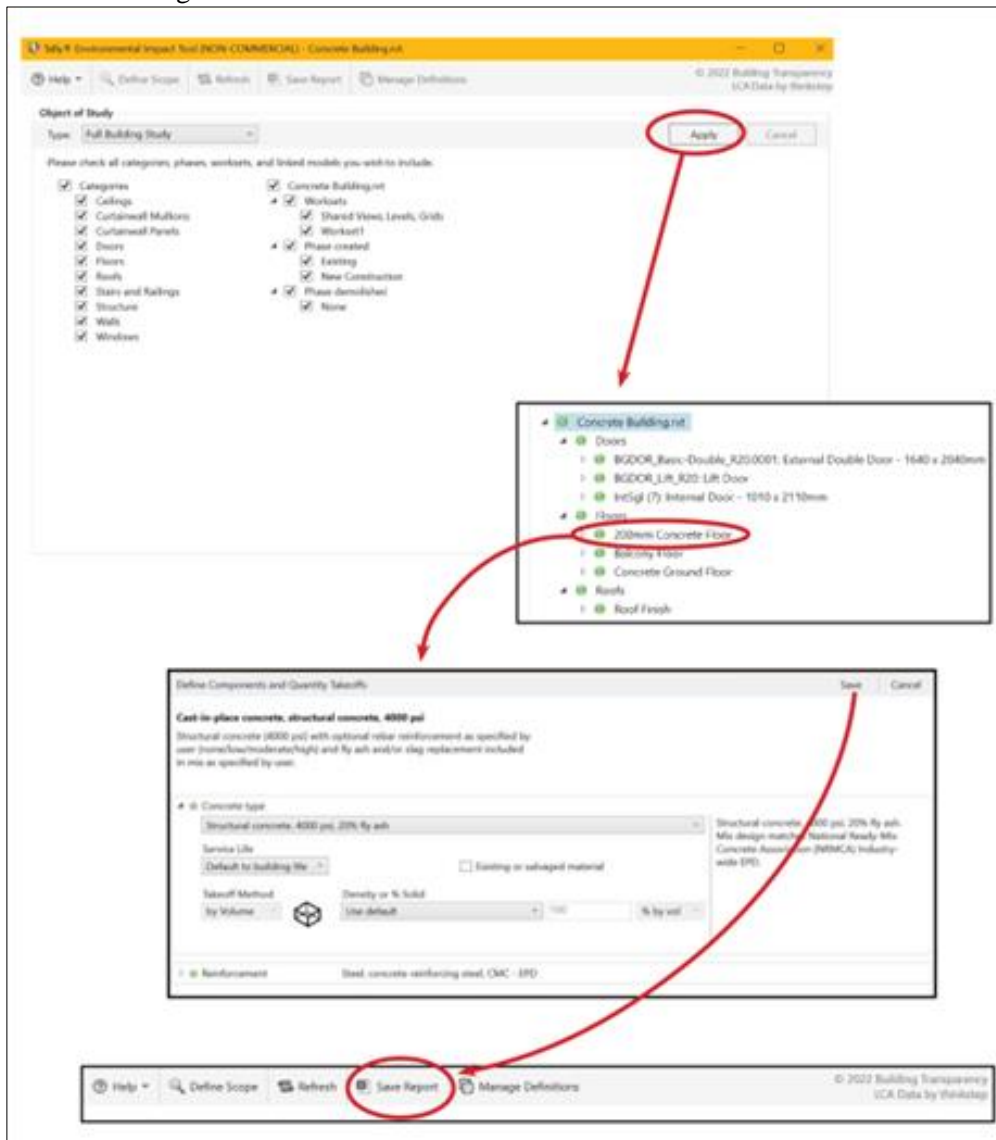 Tally® Environmental Impact Tool (NON-COMMERCIAL) - Concrete Building.rvt
Help
Define Scope
Refresh
Save Report
Manage Definitions
© 2022 Building Transparency
LCA Data by thinkstep
Object of Study
Type: Full Building Study
Apply
Cancel
Please check all categories, phases, worksets, and linked models you wish to include.
Categories
Ceilings
Curtainwall Mullions
Curtainwall Panels
Doors
Floors
Roofs
Stairs and Railings
Structure
Walls
Windows
Concrete Building.rvt
Worksets
Shared Views, Levels, Grids
Workset1
Phase created
Existing
New Construction
Phase demolished
None
Concrete Building.rvt
Doors
BGDOR_Basic-Double_R20.0001: External Double Door - 1640 x 2040mm
BGDOR_Lift_R20: Lift Door
IntSgl (7): Internal Door - 1010 x 2110mm
Floors
200mm Concrete Floor
Balcony Floor
Concrete Ground Floor
Roofs
Roof Finish
Define Components and Quantity Takeoffs
Save
Cancel
Cast-in-place concrete, structural concrete, 4000 psi
Structural concrete (4000 psi) with optional rebar reinforcement as specified by
user (none/low/moderate/high) and fly ash and/or slag replacement included
in mix as specified by user.
Concrete type
Structural concrete, 4000 psi, 20% fly ash
Service Life
Default to building life
Existing or salvaged material
Takeoff Method
by Volume
Density or % Solid
Use default
100
% by vol
Structural concrete, 4000 psi, 20% fly ash.
Mix design matches National Ready-Mix
Concrete Association (NRMCA) Industry-
wide EPD.
Reinforcement
Steel, concrete reinforcing steel, CMC - EPD
Help
Define Scope
Refresh
Save Report
Manage Definitions
© 2022 Building Transparency
LCA Data by thinkstep